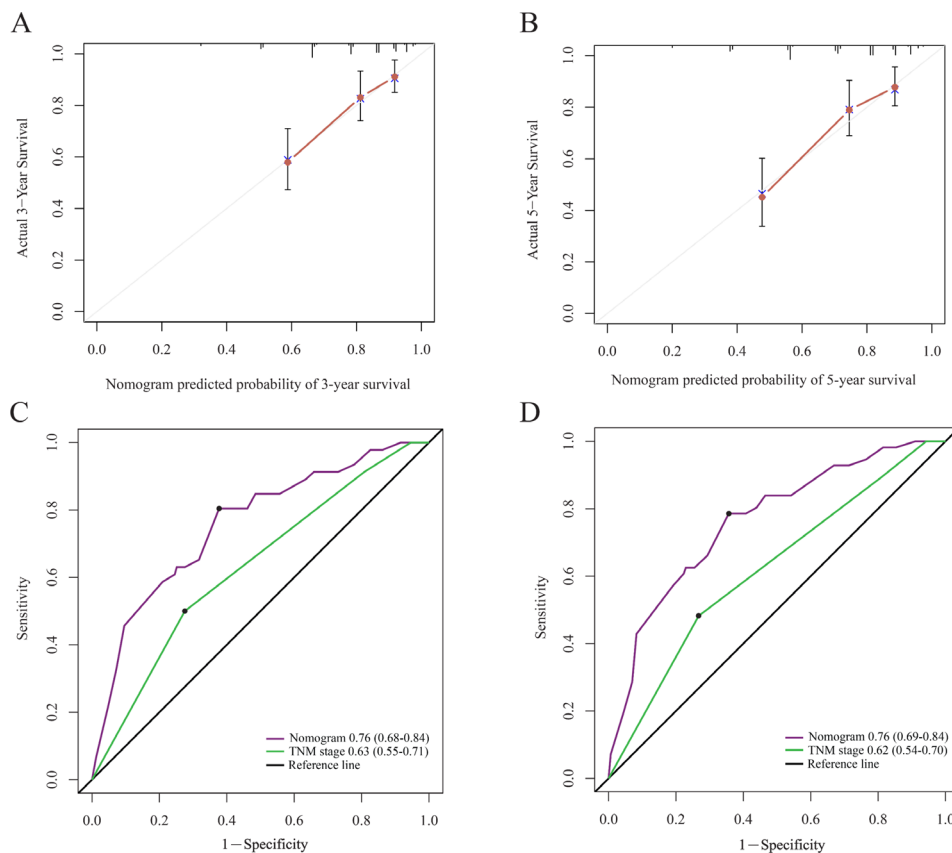 A
Actual 3−Year Survival
0.0 0.2 0.4 0.6 0.8 1.0
0.0 0.2 0.4 0.6 0.8 1.0
Nomogram predicted probability of 3-year survival
B
Actual 5−Year Survival
0.0 0.2 0.4 0.6 0.8 1.0
0.0 0.2 0.4 0.6 0.8 1.0
Nomogram predicted probability of 5-year survival
C
Sensitivity
0.0 0.2 0.4 0.6 0.8 1.0
Nomogram 0.76 (0.68-0.84)
TNM stage 0.63 (0.55-0.71)
Reference line
0.0 0.2 0.4 0.6 0.8 1.0
1−Specificity
D
Sensitivity
0.0 0.2 0.4 0.6 0.8 1.0
Nomogram 0.76 (0.69-0.84)
TNM stage 0.62 (0.54-0.70)
Reference line
0.0 0.2 0.4 0.6 0.8 1.0
1−Specificity